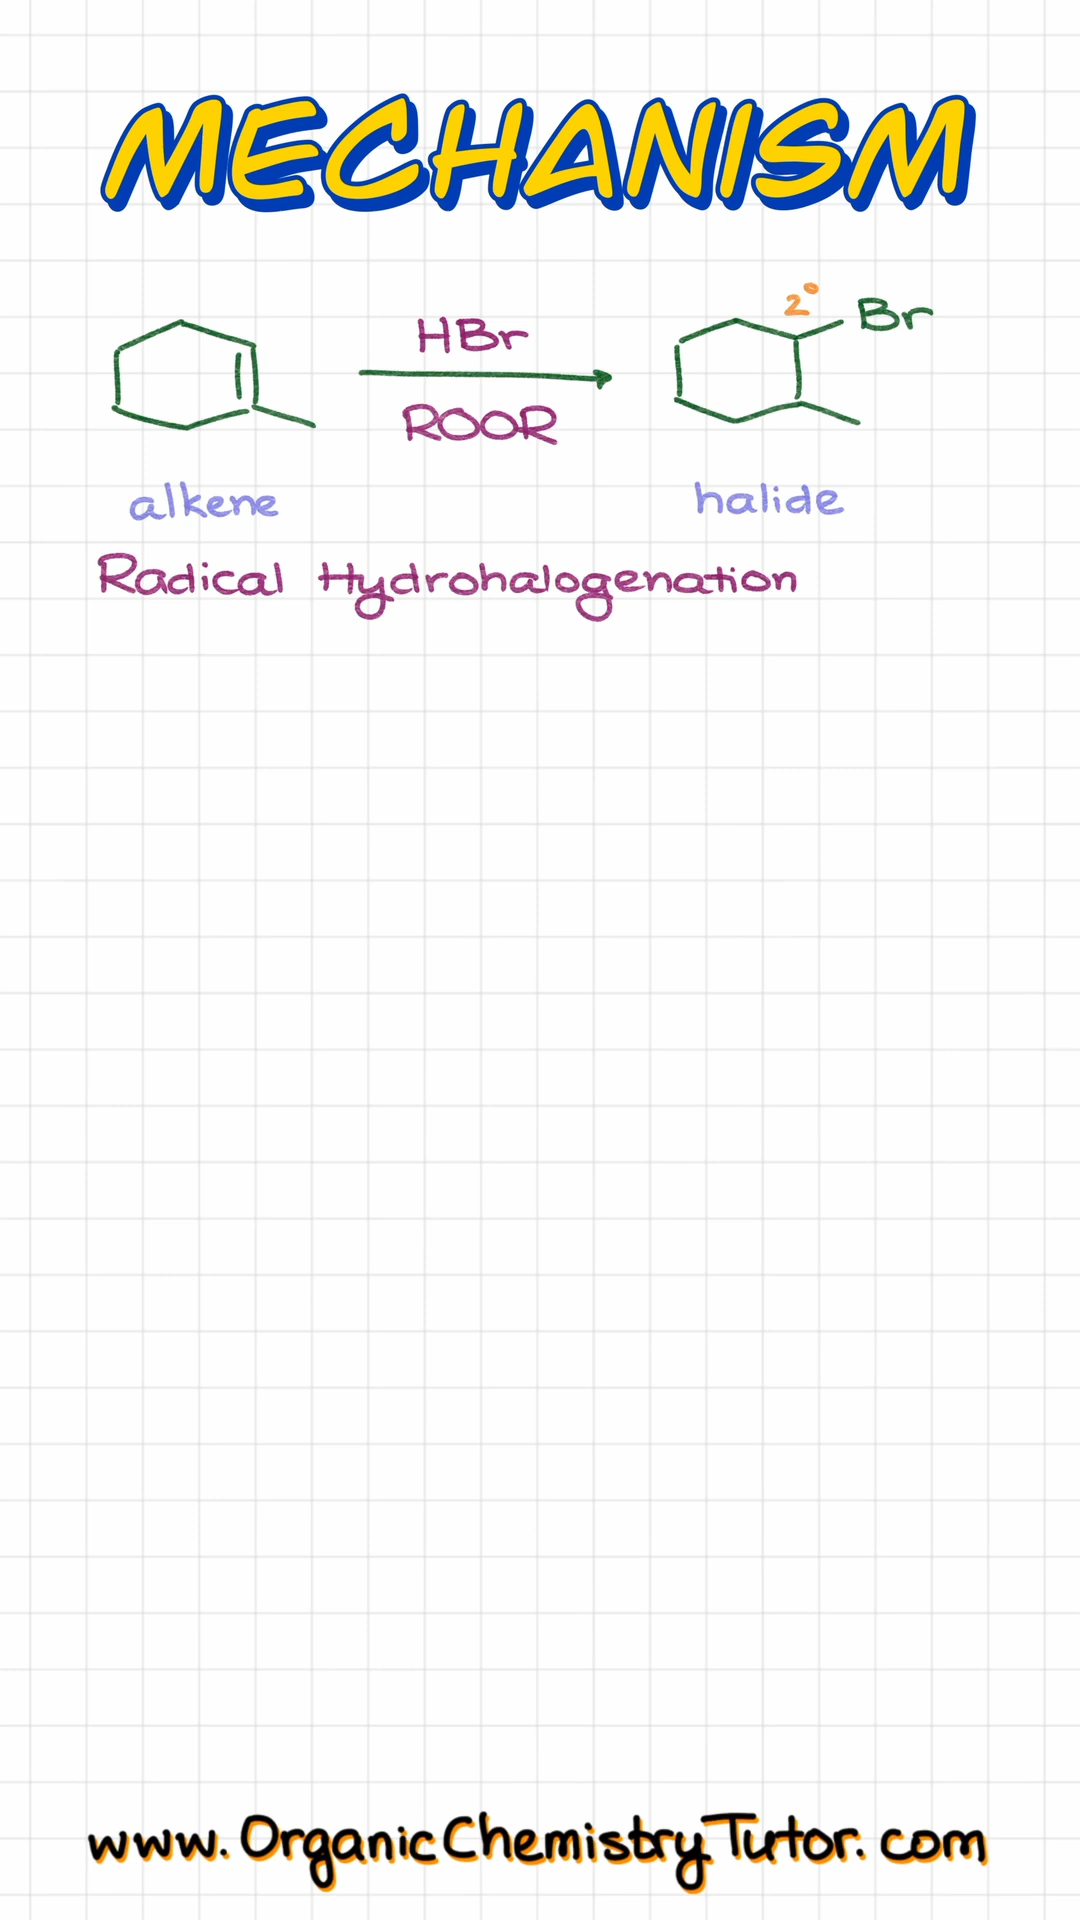 MECHANISM
2° Br
HBr
ROOR
alkene halide
Radical Hydrohalogenation
www.OrganicChemistryTutor.com